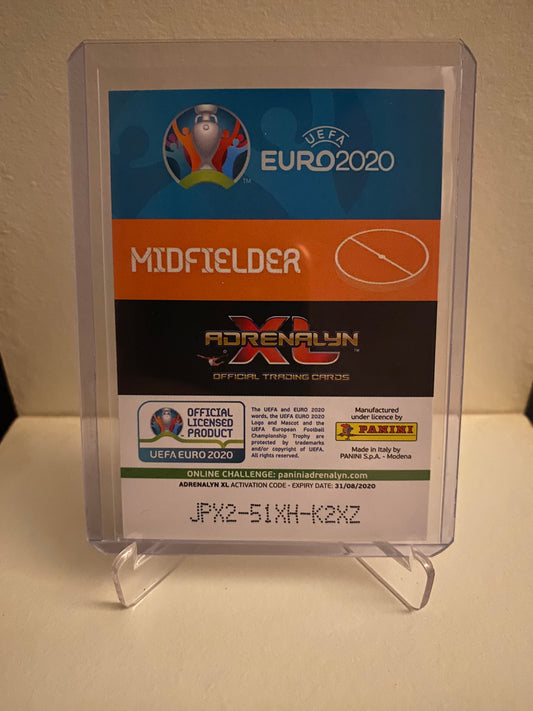 UEFA
EURO2020
TM
MIDFIELDER
ADRENALYN
XL
TM
OFFICIAL TRADING CARDS
OFFICIAL
LICENSED
PRODUCT
UEFA EURO 2020
The UEFA and EURO 2020
words, the UEFA EURO 2020
Logo and Mascot and the
UEFA European Football
Championship Trophy are
protected by trademarks
and/or copyright of UEFA.
All rights reserved.
Manufactured
under licence by
PANINI
Made in Italy by
PANINI S.p.A. - Modena
ONLINE CHALLENGE: paniniadrenalyn.com
ADRENALYN XL ACTIVATION CODE - EXPIRY DATE: 31/08/2020
JPX2-51XH-K2XZ